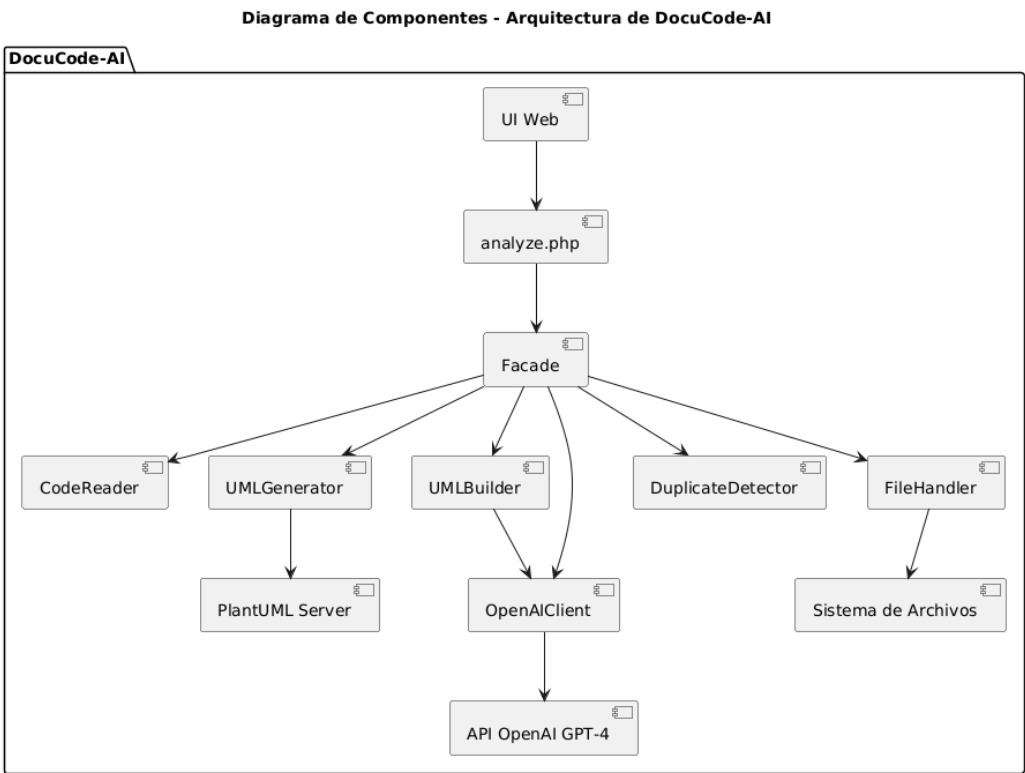 Diagrama de Componentes - Arquitectura de DocuCode-AI
DocuCode-AI
UI Web
analyze.php
Facade
CodeReader
UMLGenerator
UMLBuilder
DuplicateDetector
FileHandler
PlantUML Server
OpenAIClient
Sistema de Archivos
API OpenAI GPT-4